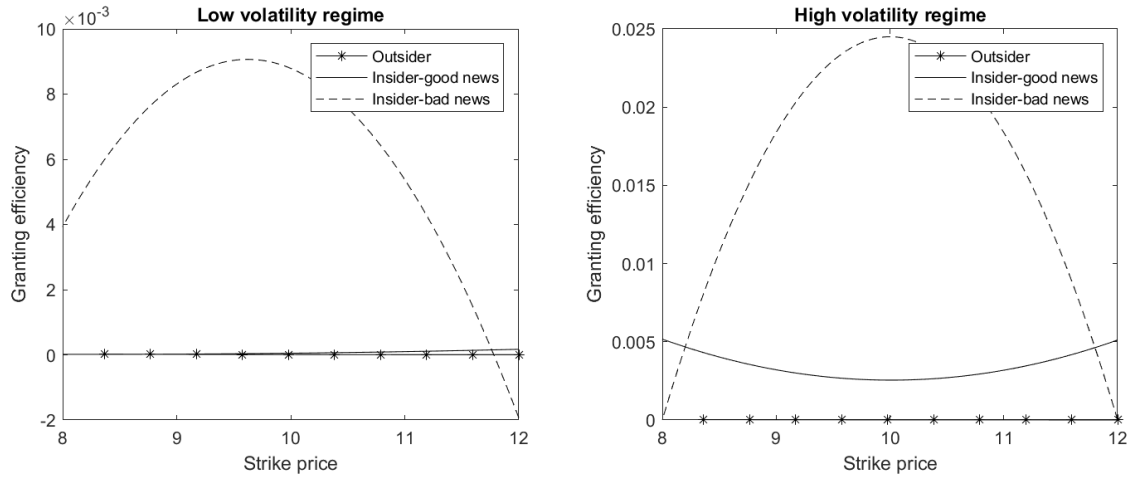 Low volatility regime
×10⁻³
10
8
6
4
2
0
-2
Granting efficiency
8
9
10
11
12
Strike price
Outsider
Insider-good news
Insider-bad news
High volatility regime
0.025
0.02
0.015
0.01
0.005
0
Granting efficiency
8
9
10
11
12
Strike price
Outsider
Insider-good news
Insider-bad news